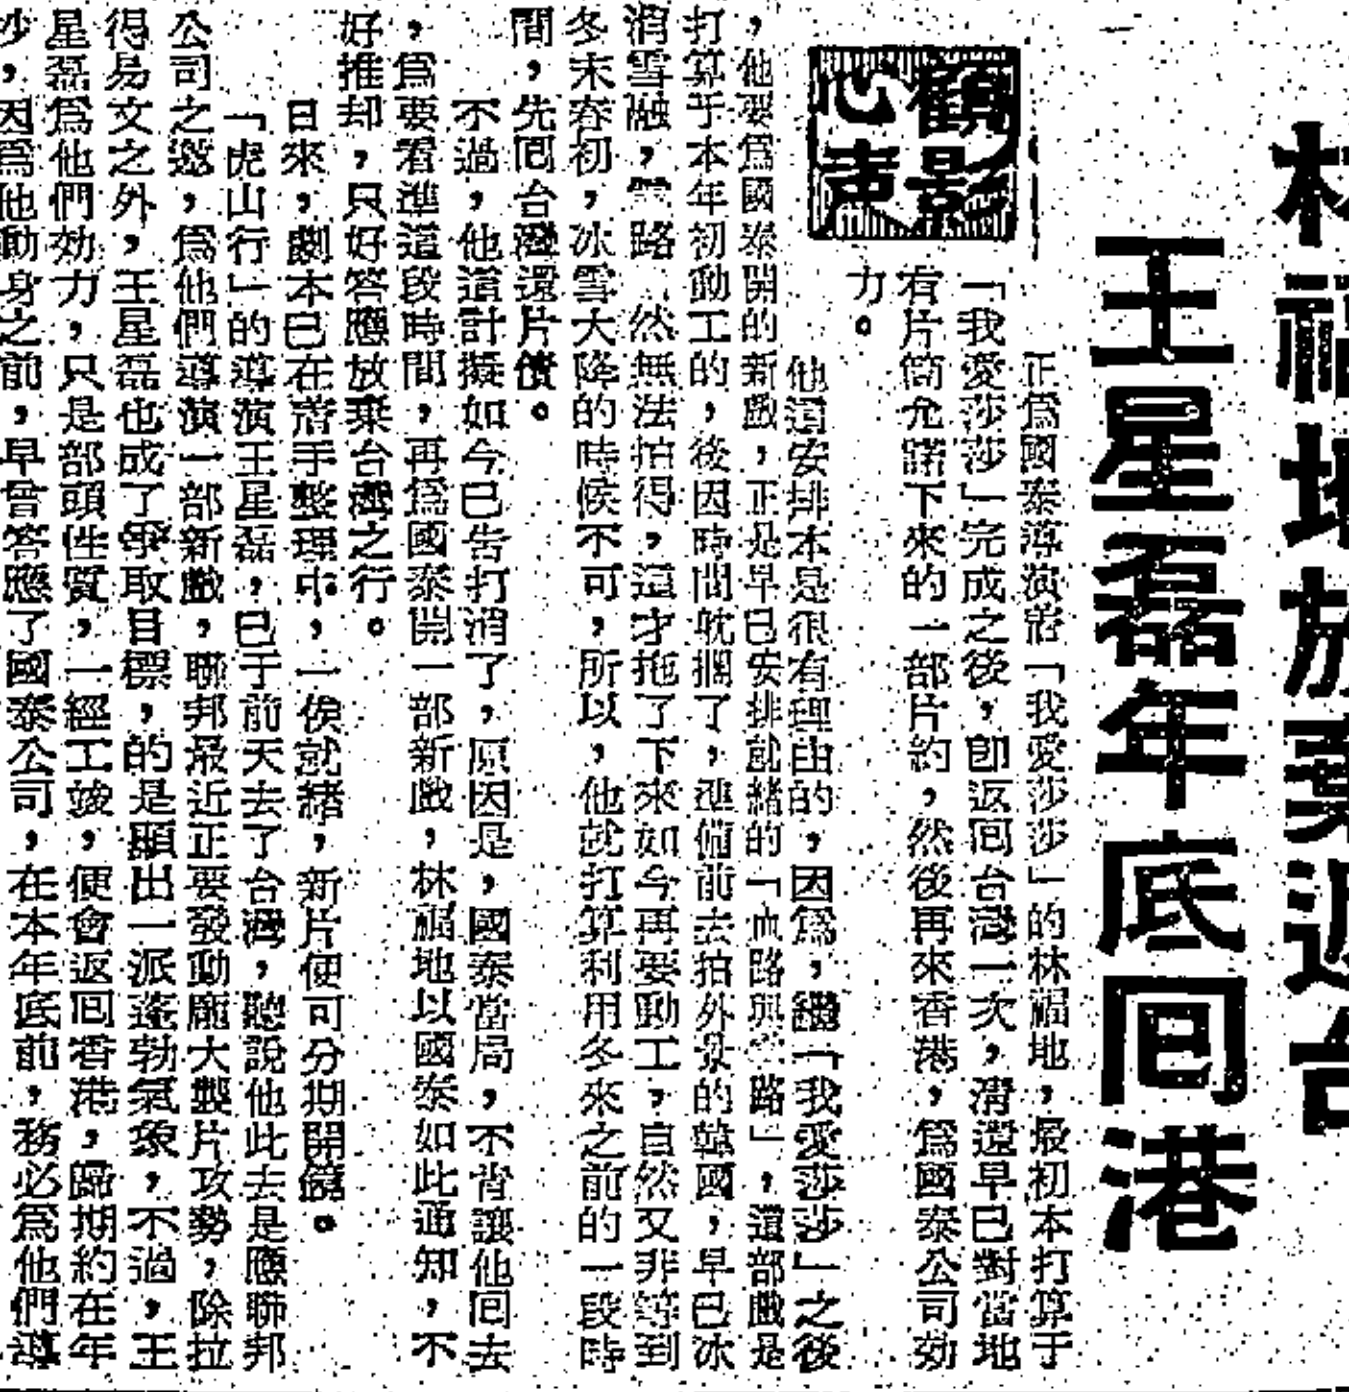 林福地放棄返台
王星磊年底囘港
顧影
心声
正爲國泰導演着「我愛莎莎」的林福地，最初本打算于
「我愛莎莎」完成之後，卽返囘台灣一次，淸還早已對當地
有片商允諾下來的一部片約，然後再來香港，爲國泰公司効
力。
他這安排本是很有理由的，因爲，繼「我愛莎莎」之後
，他要爲國泰開的新戲，正是早已安排就緒的「血路與 路」，這部戲是
打算于本年初動工的，後因時間躭擱了，準備前去拍外景的韓國，早已冰
消雪融，雪路 然無法拍得，這才拖了下來如今再要動工，自然又非等到
冬末春初，冰雪大降的時候不可，所以，他就打算利用冬來之前的一段時
間，先囘台灣還片債。
不過，他這計擬如今已告打消了，原因是，國泰當局，不肯讓他囘去
，爲要看準這段時間，再爲國泰開一部新戲，林福地以國泰如此通知，不
好推却，只好答應放棄台灣之行。
日來，劇本已在着手整理中，一俟就緒，新片便可分期開鏡。
「虎山行」的導演王星磊，已于前天去了台灣，聽說他此去是應聯邦
公司之邀，爲他們導演一部新戲，聯邦最近正要發動龐大製片攻勢，除拉
得易文之外，王星磊也成了爭取目標，的是顯出一派蓬勃氣象，不過，王
星磊爲他們効力，只是部頭性質，一經工竣，便會返囘香港，歸期約在年
抄，因爲他動身之前，早曾答應了國泰公司，在本年底前，務必爲他們導